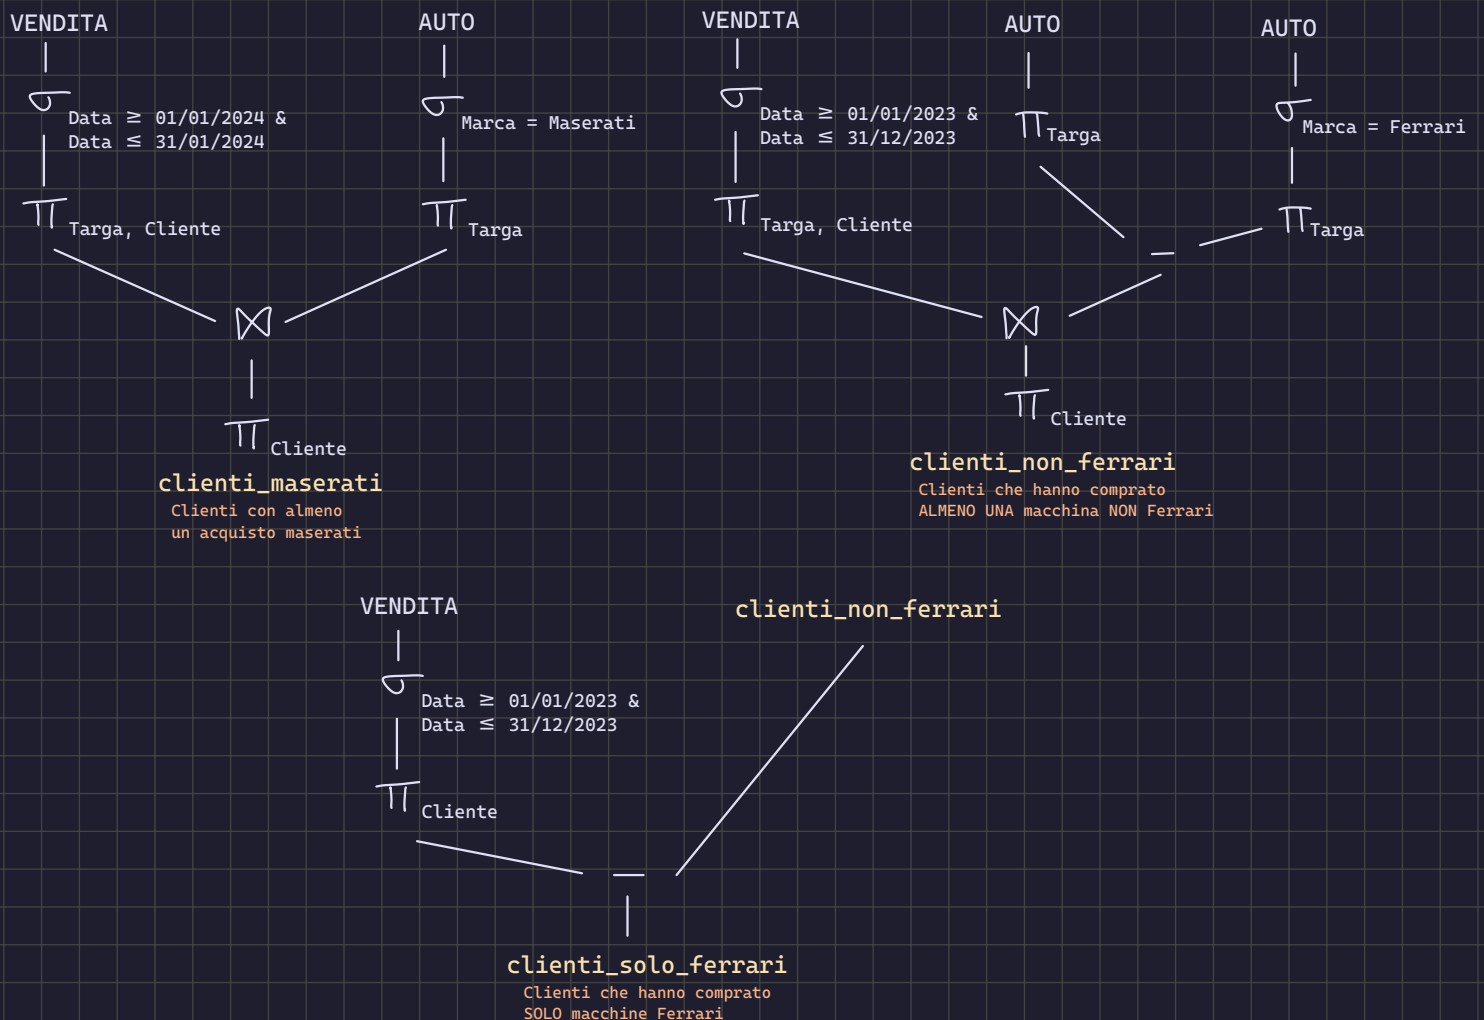 VENDITA
σ
Data ≥ 01/01/2024 &
Data ≤ 31/01/2024
π Targa, Cliente
AUTO
σ Marca = Maserati
π Targa
⋈
π Cliente
clienti_maserati
Clienti con almeno
un acquisto maserati
VENDITA
σ
Data ≥ 01/01/2023 &
Data ≤ 31/12/2023
π Targa, Cliente
AUTO
π Targa
AUTO
σ Marca = Ferrari
π Targa
−
⋈
π Cliente
clienti_non_ferrari
Clienti che hanno comprato
ALMENO UNA macchina NON Ferrari
VENDITA
σ
Data ≥ 01/01/2023 &
Data ≤ 31/12/2023
π Cliente
clienti_non_ferrari
−
clienti_solo_ferrari
Clienti che hanno comprato
SOLO macchine Ferrari